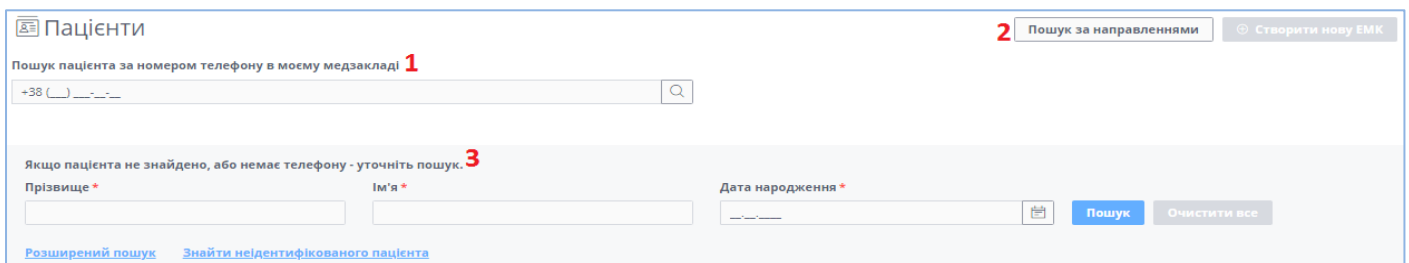 Пацієнти
2 Пошук за направленнями Створити нову ЕМК
Пошук пацієнта за номером телефону в моєму медзакладі 1
+38 (___) ___-__-__
Якщо пацієнта не знайдено, або немає телефону - уточніть пошук. 3
Прізвище * Ім'я * Дата народження *
__.__.____ Пошук Очистити все
Розширений пошук Знайти неідентифікованого пацієнта